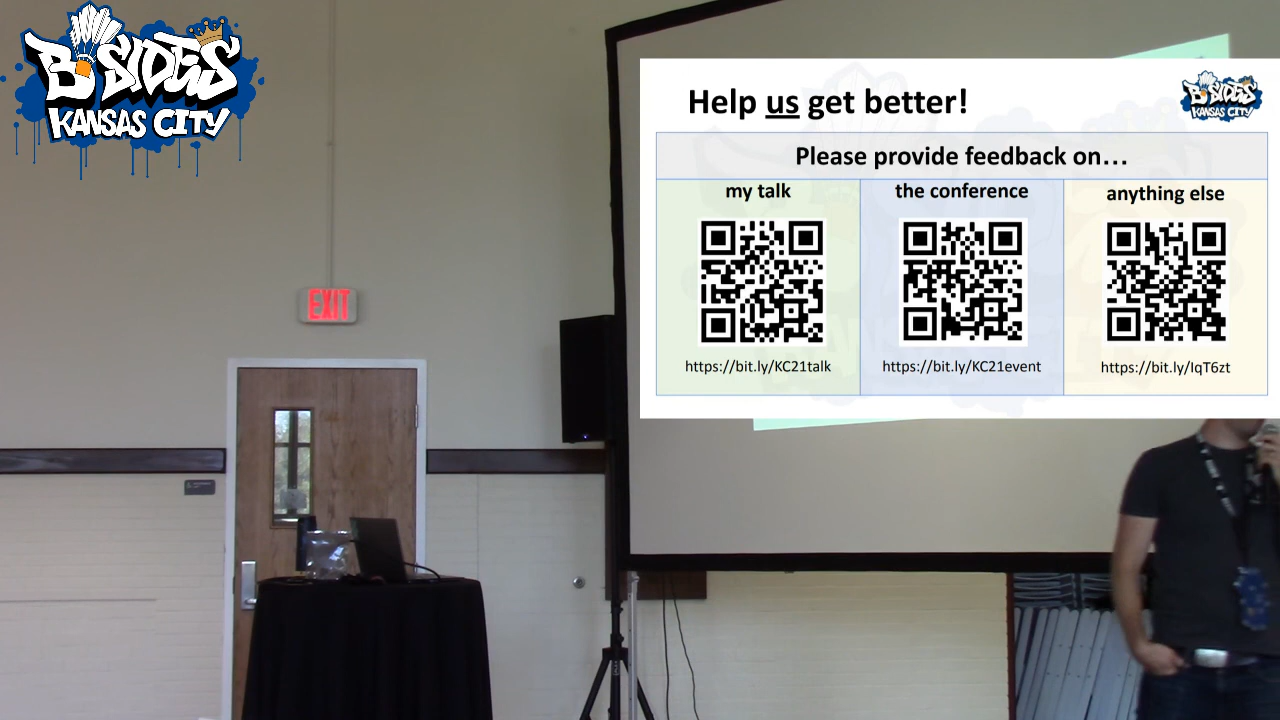 B-SIDES
KANSAS CITY
EXIT
Help us get better!
B-SIDES
KANSAS CITY
Please provide feedback on...
my talk
the conference
anything else
https://bit.ly/KC21talk
https://bit.ly/KC21event
https://bit.ly/IqT6zt